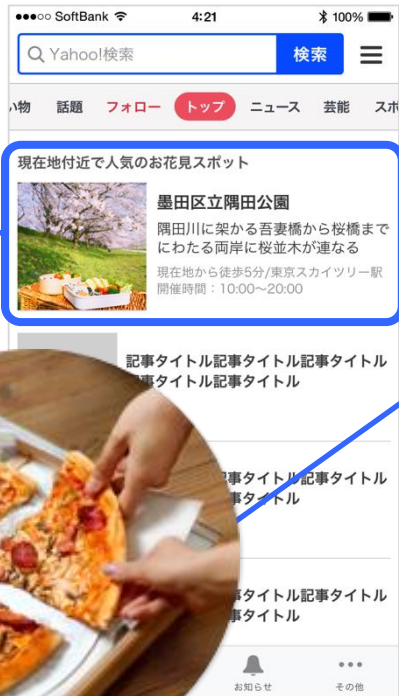 SoftBank 4:21 100%
Yahoo!検索 検索
い物 話題 フォロー トップ ニュース 芸能 スポ
現在地付近で人気のお花見スポット
墨田区立隅田公園
隅田川に架かる吾妻橋から桜橋まで
にわたる両岸に桜並木が連なる
現在地から徒歩5分/東京スカイツリー駅
開催時間：10:00〜20:00
記事タイトル記事タイトル記事タイトル
事タイトル記事タイトル
事タイトル記事タイトル
事タイトル
タイトル記事タイトル
事タイトル
お知らせ その他